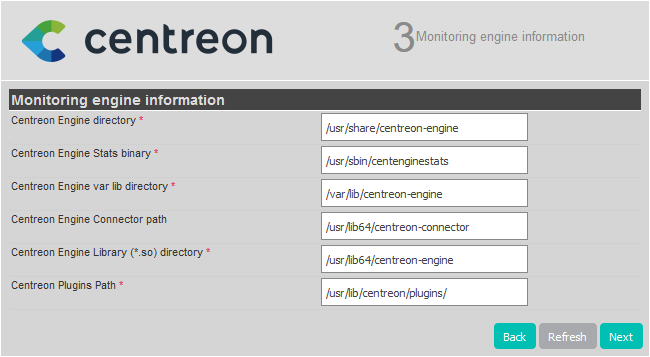 centreon
3 Monitoring engine information
Monitoring engine information
Centreon Engine directory * /usr/share/centreon-engine
Centreon Engine Stats binary * /usr/sbin/centenginestats
Centreon Engine var lib directory * /var/lib/centreon-engine
Centreon Engine Connector path /usr/lib64/centreon-connector
Centreon Engine Library (*.so) directory * /usr/lib64/centreon-engine
Centreon Plugins Path * /usr/lib/centreon/plugins/
Back Refresh Next